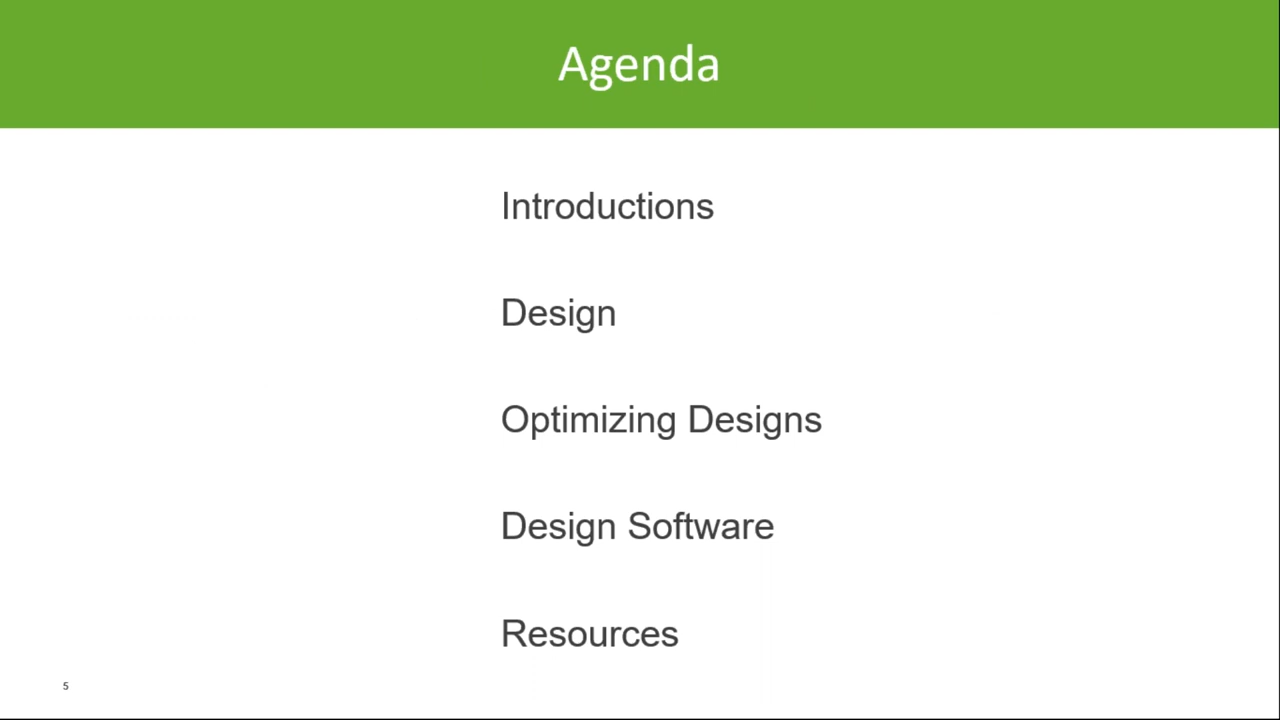 Agenda
Introductions
Design
Optimizing Designs
Design Software
Resources
5